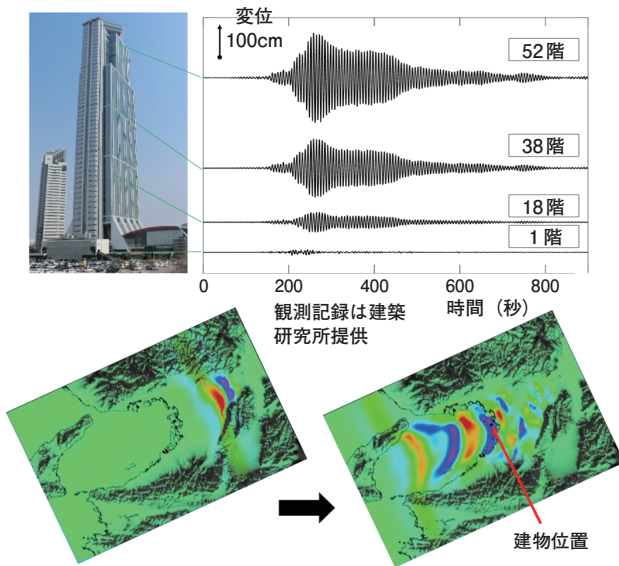 変位
100cm
52階
38階
18階
1階
0
200
400
600
800
観測記録は建築
研究所提供
時間（秒）
建物位置